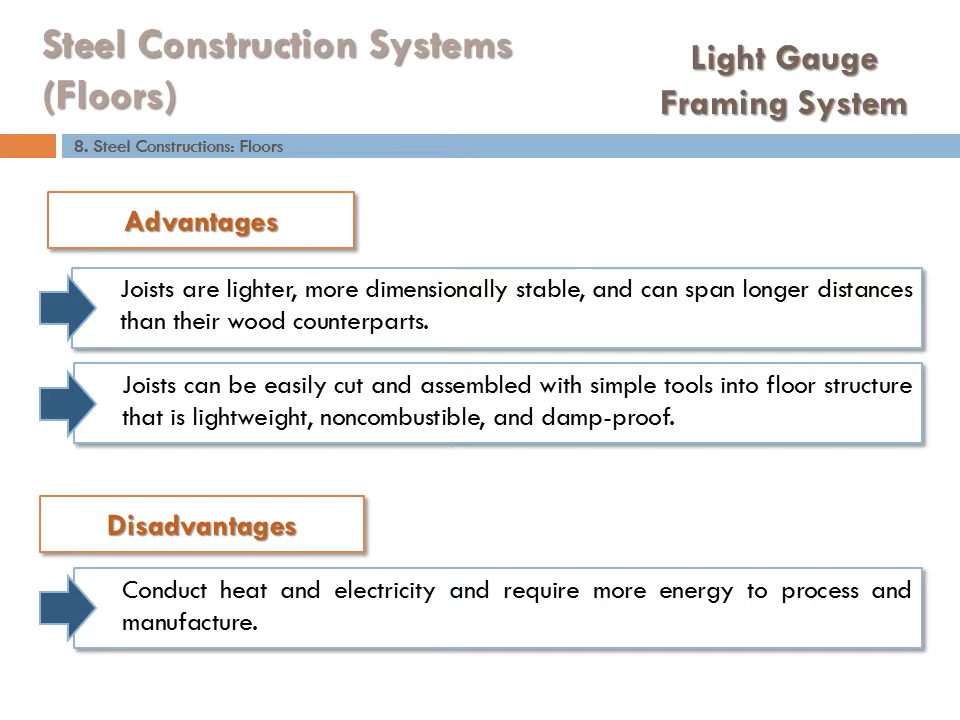 Steel Construction Systems
(Floors)
Light Gauge
Framing System
8. Steel Constructions: Floors
Advantages
Joists are lighter, more dimensionally stable, and can span longer distances
than their wood counterparts.
Joists can be easily cut and assembled with simple tools into floor structure
that is lightweight, noncombustible, and damp-proof.
Disadvantages
Conduct heat and electricity and require more energy to process and
manufacture.